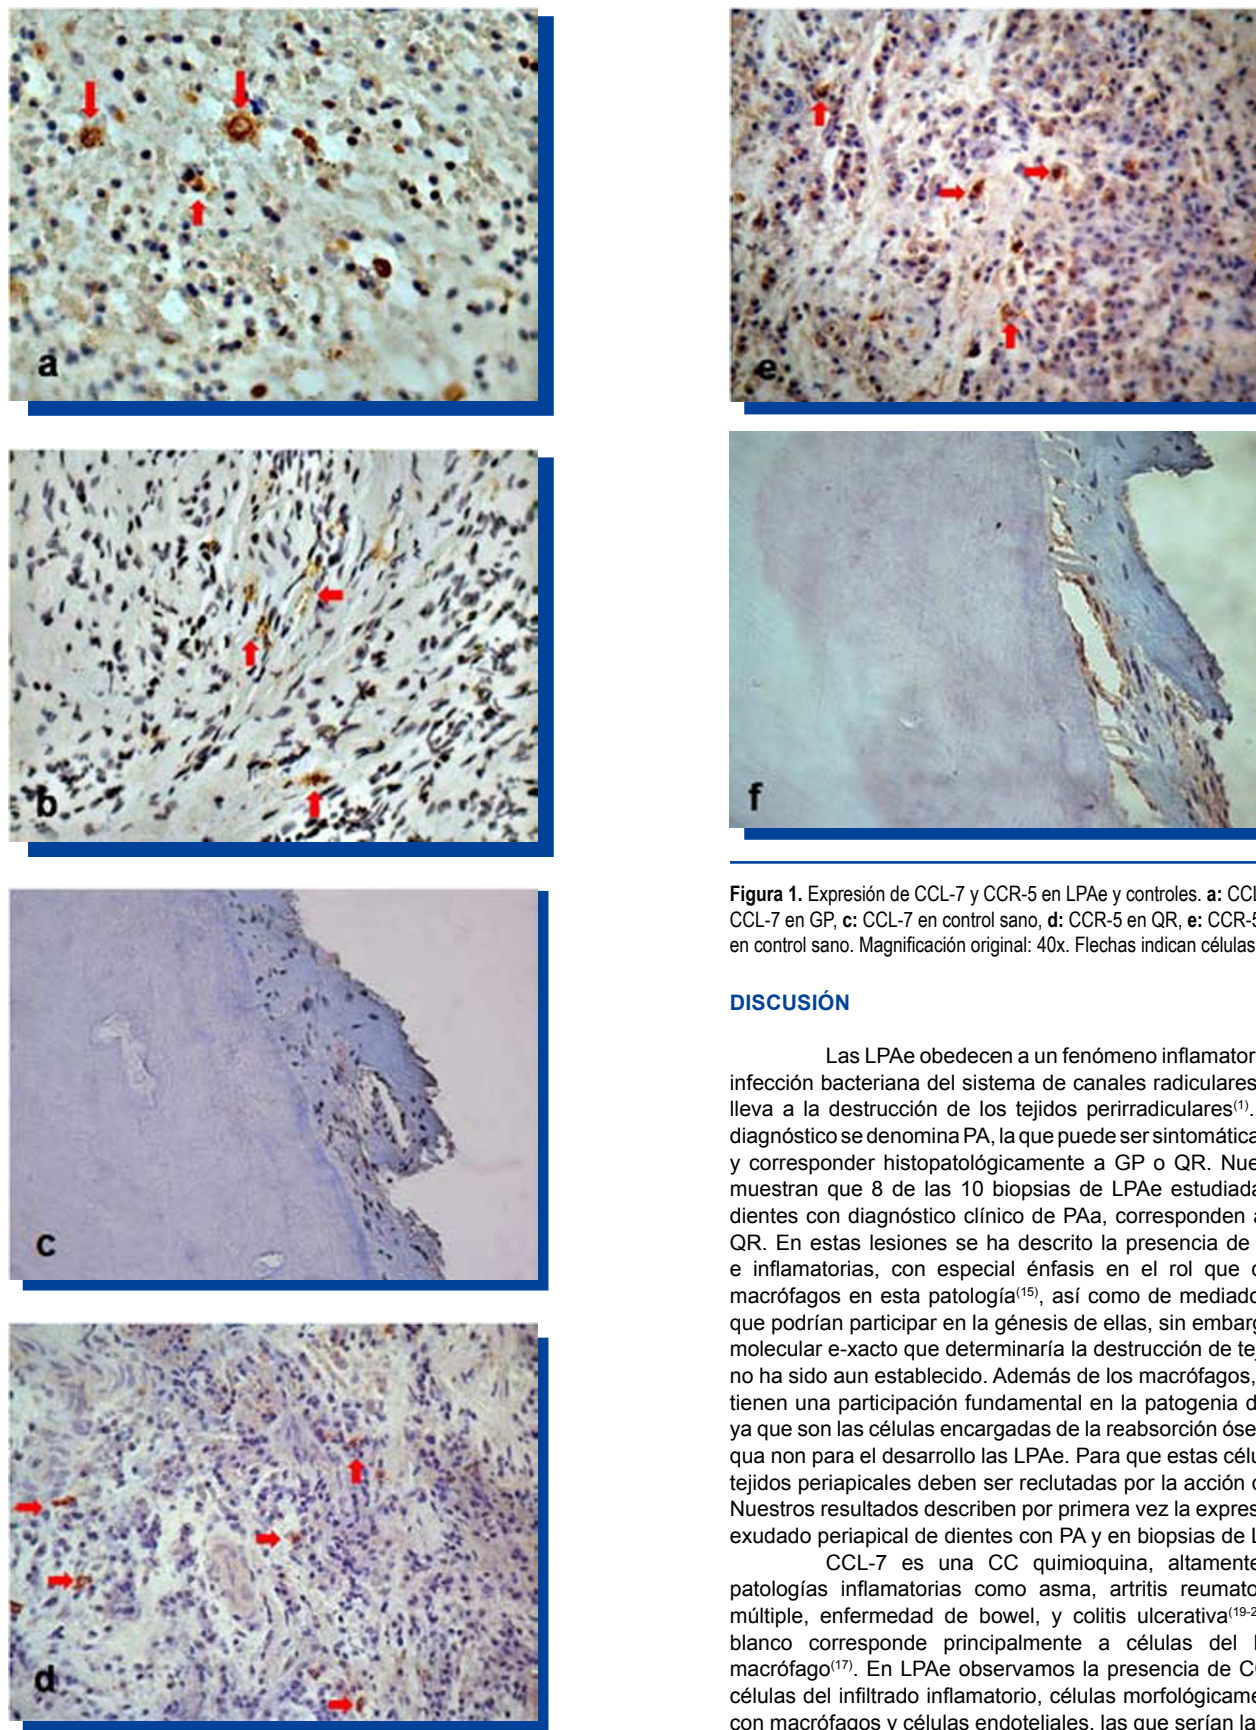 a
b
c
d
e
f
Figura 1. Expresión de CCL-7 y CCR-5 en LPAe y controles. a: CCL
CCL-7 en GP, c: CCL-7 en control sano, d: CCR-5 en QR, e: CCR-5
en control sano. Magnificación original: 40x. Flechas indican células
DISCUSIÓN
Las LPAe obedecen a un fenómeno inflamator
infección bacteriana del sistema de canales radiculares
lleva a la destrucción de los tejidos perirradiculares(1).
diagnóstico se denomina PA, la que puede ser sintomática
y corresponder histopatológicamente a GP o QR. Nue
muestran que 8 de las 10 biopsias de LPAe estudiada
dientes con diagnóstico clínico de PAa, corresponden a
QR. En estas lesiones se ha descrito la presencia de
e inflamatorias, con especial énfasis en el rol que
macrófagos en esta patología(15), así como de mediado
que podrían participar en la génesis de ellas, sin embarg
molecular e-xacto que determinaría la destrucción de te
no ha sido aun establecido. Además de los macrófagos,
tienen una participación fundamental en la patogenia d
ya que son las células encargadas de la reabsorción óse
qua non para el desarrollo las LPAe. Para que estas célu
tejidos periapicales deben ser reclutadas por la acción
Nuestros resultados describen por primera vez la expres
exudado periapical de dientes con PA y en biopsias de L
CCL-7 es una CC quimioquina, altamente
patologías inflamatorias como asma, artritis reumato
múltiple, enfermedad de bowel, y colitis ulcerativa(19-2
blanco corresponde principalmente a células del
macrófago(17). En LPAe observamos la presencia de CC
células del infiltrado inflamatorio, células morfológicame
con macrófagos y células endoteliales, las que serían la